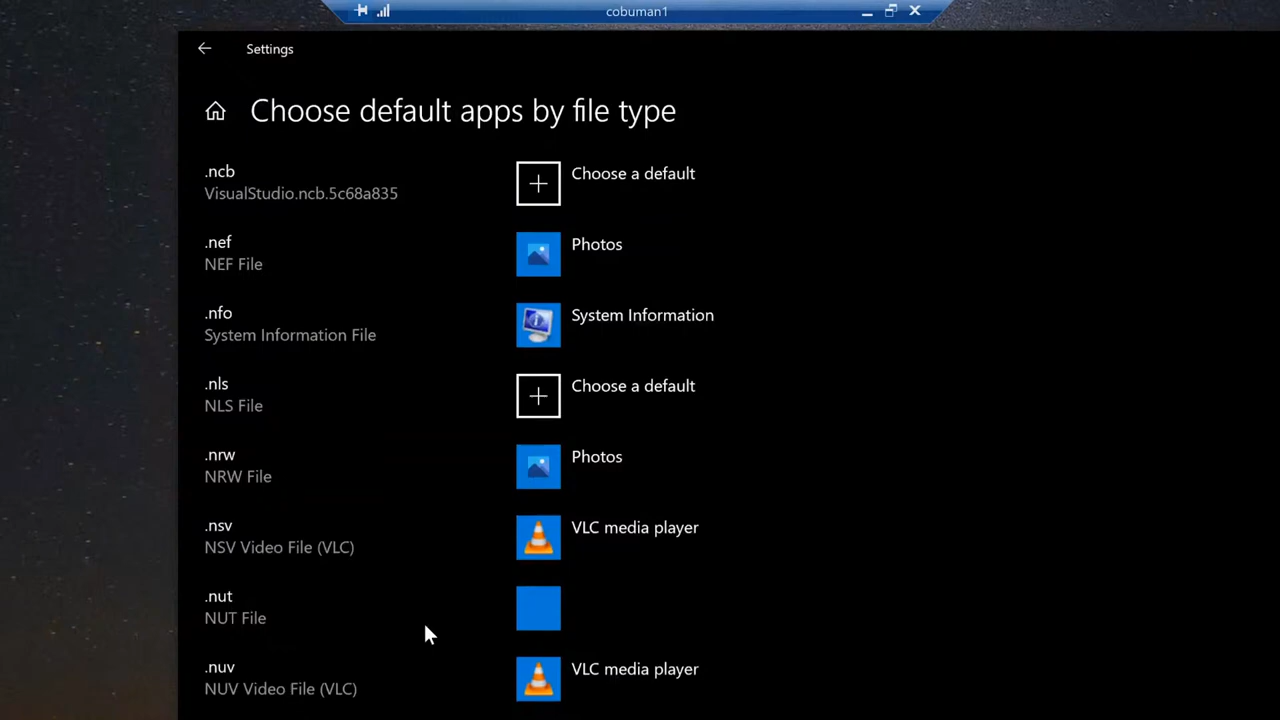 cobuman1
Settings
Choose default apps by file type
.ncb
VisualStudio.ncb.5c68a835
Choose a default
.nef
NEF File
Photos
.nfo
System Information File
System Information
.nls
NLS File
Choose a default
.nrw
NRW File
Photos
.nsv
NSV Video File (VLC)
VLC media player
.nut
NUT File
.nuv
NUV Video File (VLC)
VLC media player